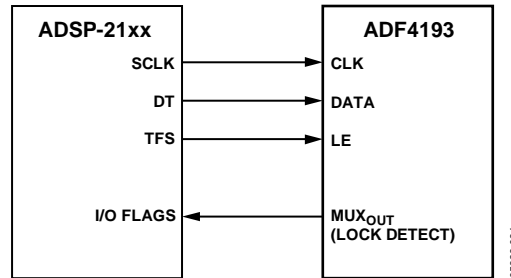 ADSP-21xx
ADF4193
SCLK
CLK
DT
DATA
TFS
LE
I/O FLAGS
MUXOUT
(LOCK DETECT)